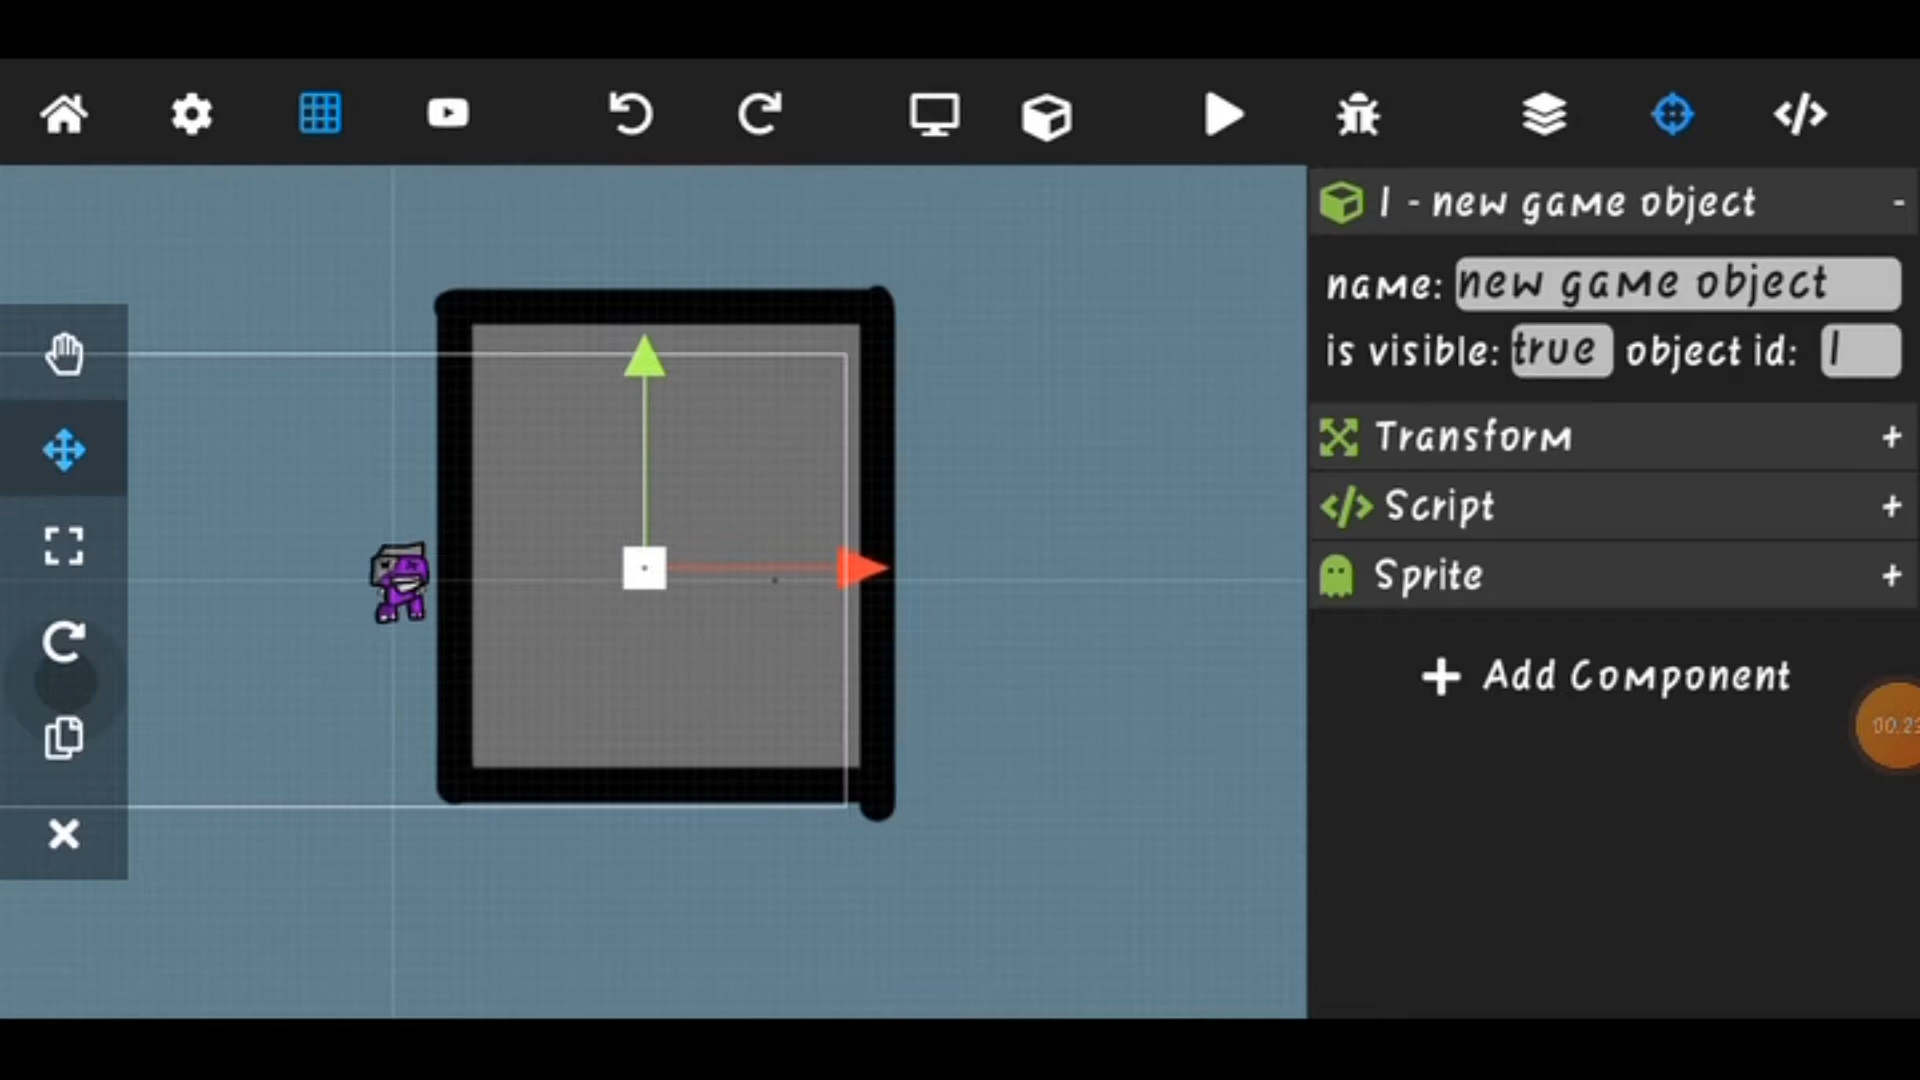 1 - new game object -
name: new game object
is visible: true object id: 1
Transform +
Script +
Sprite +
+ Add Component